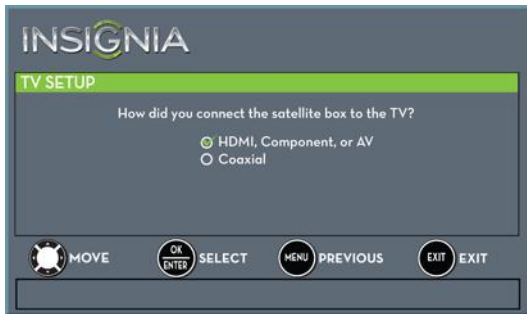 INSIGNIA
TV SETUP
How did you connect the satellite box to the TV?
HDMI, Component, or AV
Coaxial
MOVE OK ENTER SELECT MENU PREVIOUS EXIT EXIT